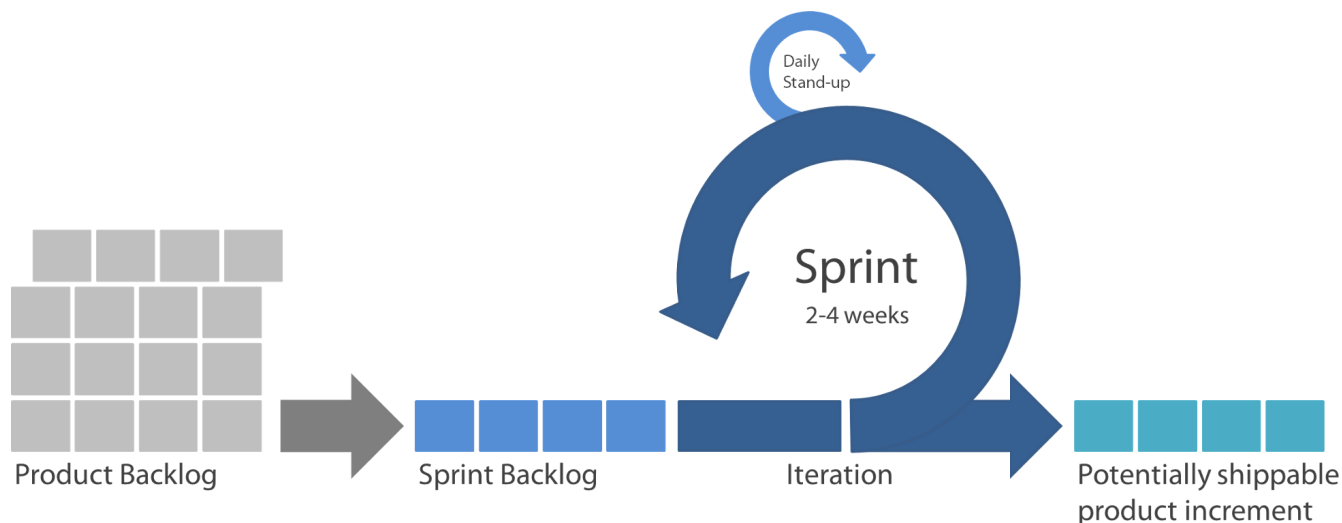 Daily
Stand-up
Sprint
2-4 weeks
Product Backlog
Sprint Backlog
Iteration
Potentially shippable
product increment